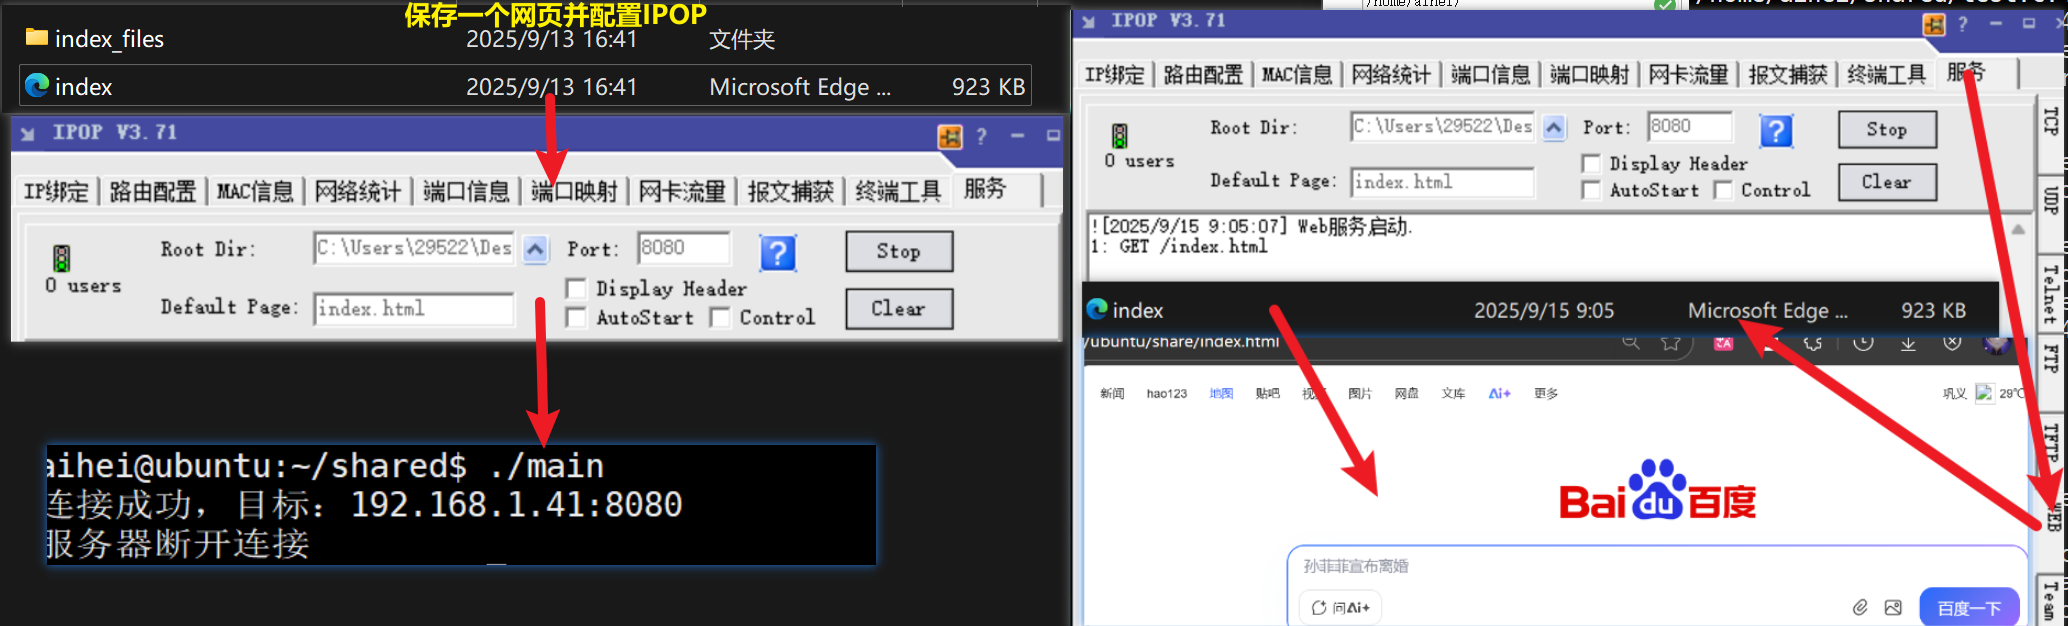 保存一个网页并配置IPOP
index_files 2025/9/13 16:41 文件夹
index 2025/9/13 16:41 Microsoft Edge ... 923 KB
IPOP V3.71
IP绑定 路由配置 MAC信息 网络统计 端口信息 端口映射 网卡流量 报文捕获 终端工具 服务
Root Dir: C:\Users\29522\Des Port: 8080 Stop
0 users
Display Header
Default Page: index.html AutoStart Control Clear
aihei@ubuntu:~/shared$ ./main
连接成功，目标：192.168.1.41:8080
服务器断开连接
IPOP V3.71
IP绑定 路由配置 MAC信息 网络统计 端口信息 端口映射 网卡流量 报文捕获 终端工具 服务
Root Dir: C:\Users\29522\Des Port: 8080 Stop
0 users
Display Header
Default Page: index.html AutoStart Control Clear
![2025/9/15 9:05:07] Web服务启动.
1: GET /index.html
index 2025/9/15 9:05 Microsoft Edge ... 923 KB
/ubuntu/share/index.html
新闻 hao123 地图 贴吧 图片 网盘 文库 Ai+ 更多 巩义 29℃
Baidu百度
孙菲菲宣布离婚
问Ai+ 百度一下
TCP
UDP
Telnet
FTP
TFTP
WEB
Team